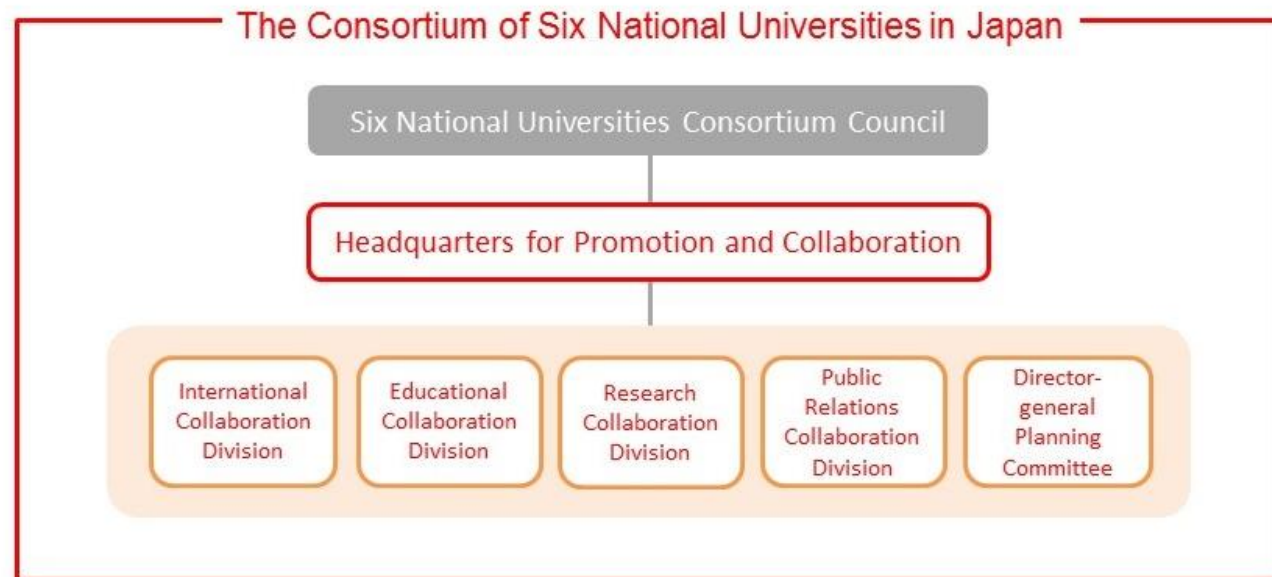 The Consortium of Six National Universities in Japan
Six National Universities Consortium Council
Headquarters for Promotion and Collaboration
International
Collaboration
Division
Educational
Collaboration
Division
Research
Collaboration
Division
Public
Relations
Collaboration
Division
Director-
general
Planning
Committee